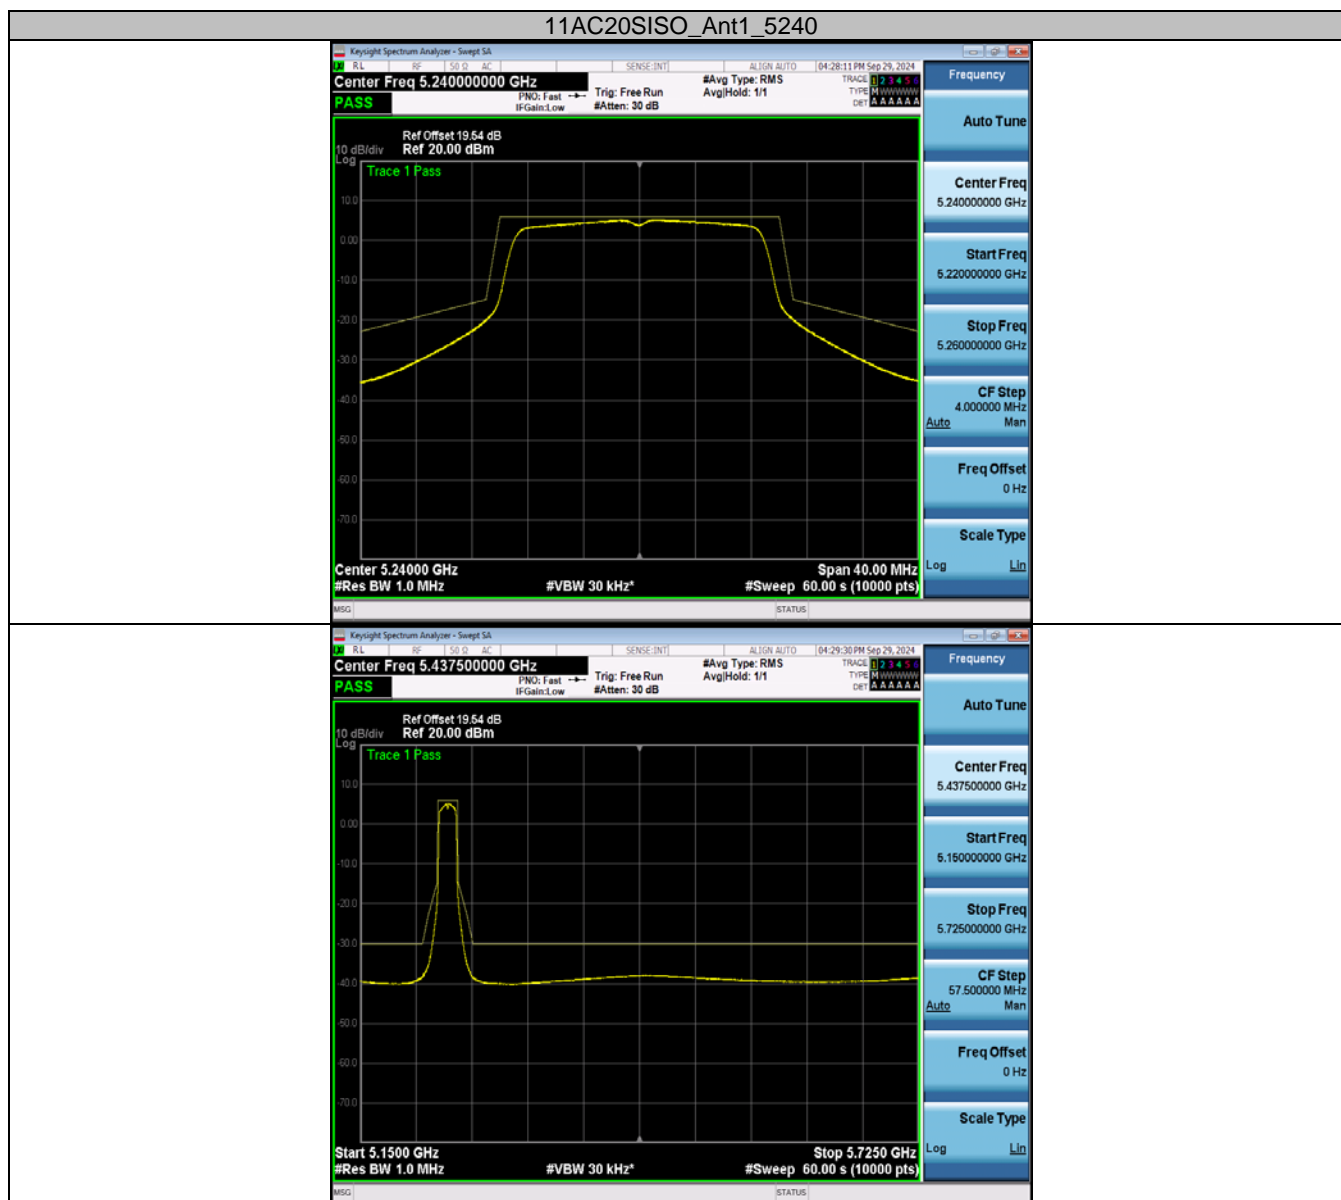 11AC20SISO_Ant1_5240
Keysight Spectrum Analyzer - Swept SA
RL RF 50 Ω AC SENSE:INT ALIGN AUTO 04:28:11 PM Sep 29, 2024
Center Freq 5.240000000 GHz
#Avg Type: RMS
TRACE 1 2 3 4 5 6
PASS
PNO: Fast
Trig: Free Run
Avg|Hold: 1/1
TYPE M W W W W W
IFGain:Low
#Atten: 30 dB
DET A A A A A A
Ref Offset 19.54 dB
10 dB/div Ref 20.00 dBm
Log
Trace 1 Pass
10.0
0.00
-10.0
-20.0
-30.0
-40.0
-50.0
-60.0
-70.0
Center 5.24000 GHz
Span 40.00 MHz
#Res BW 1.0 MHz
#VBW 30 kHz*
#Sweep 60.00 s (10000 pts)
MSG
STATUS
Frequency
Auto Tune
Center Freq
5.240000000 GHz
Start Freq
5.220000000 GHz
Stop Freq
5.260000000 GHz
CF Step
4.000000 MHz
Auto Man
Freq Offset
0 Hz
Scale Type
Log Lin
Keysight Spectrum Analyzer - Swept SA
RL RF 50 Ω AC SENSE:INT ALIGN AUTO 04:29:30 PM Sep 29, 2024
Center Freq 5.437500000 GHz
#Avg Type: RMS
TRACE 1 2 3 4 5 6
PASS
PNO: Fast
Trig: Free Run
Avg|Hold: 1/1
TYPE M W W W W W
IFGain:Low
#Atten: 30 dB
DET A A A A A A
Ref Offset 19.54 dB
10 dB/div Ref 20.00 dBm
Log
Trace 1 Pass
10.0
0.00
-10.0
-20.0
-30.0
-40.0
-50.0
-60.0
-70.0
Start 5.1500 GHz
Stop 5.7250 GHz
#Res BW 1.0 MHz
#VBW 30 kHz*
#Sweep 60.00 s (10000 pts)
MSG
STATUS
Frequency
Auto Tune
Center Freq
5.437500000 GHz
Start Freq
5.150000000 GHz
Stop Freq
5.725000000 GHz
CF Step
57.500000 MHz
Auto Man
Freq Offset
0 Hz
Scale Type
Log Lin